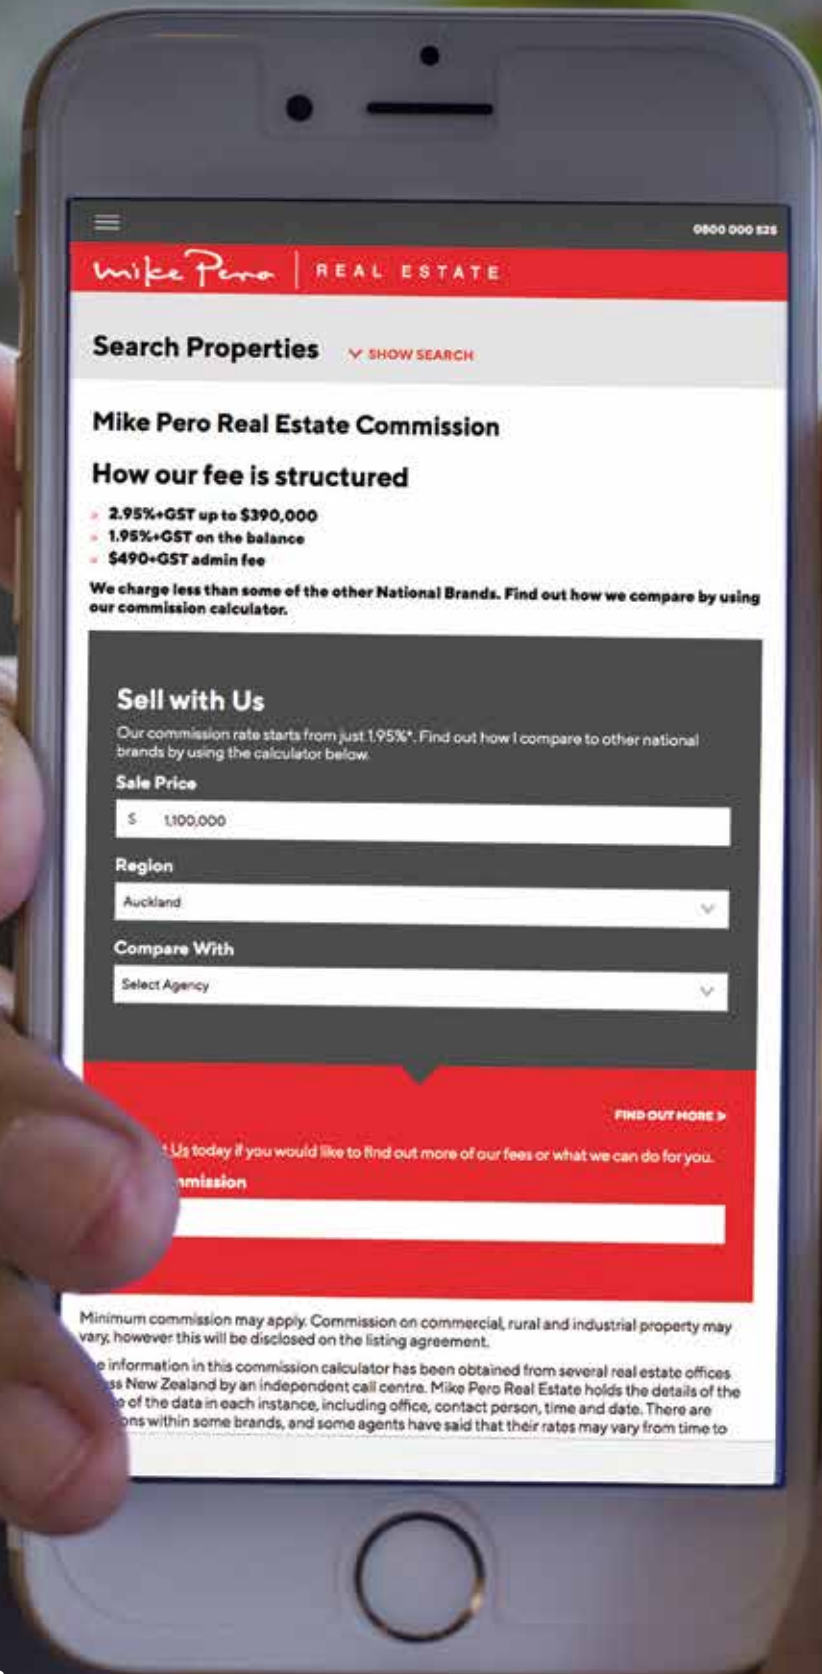 0800 000 525
mike Pero REAL ESTATE
Search Properties SHOW SEARCH
Mike Pero Real Estate Commission
How our fee is structured
2.95%+GST up to $390,000
1.95%+GST on the balance
$490+GST admin fee
We charge less than some of the other National Brands. Find out how we compare by using
our commission calculator.
Sell with Us
Our commission rate starts from just 1.95%*. Find out how I compare to other national
brands by using the calculator below.
Sale Price
$ 1,100,000
Region
Auckland
Compare With
Select Agency
FIND OUT MORE >
Us today if you would like to find out more of our fees or what we can do for you.
mmission
Minimum commission may apply. Commission on commercial, rural and industrial property may
vary, however this will be disclosed on the listing agreement.
information in this commission calculator has been obtained from several real estate offices
ss New Zealand by an independent call centre. Mike Pero Real Estate holds the details of the
of the data in each instance, including office, contact person, time and date. There are
ons within some brands, and some agents have said that their rates may vary from time to